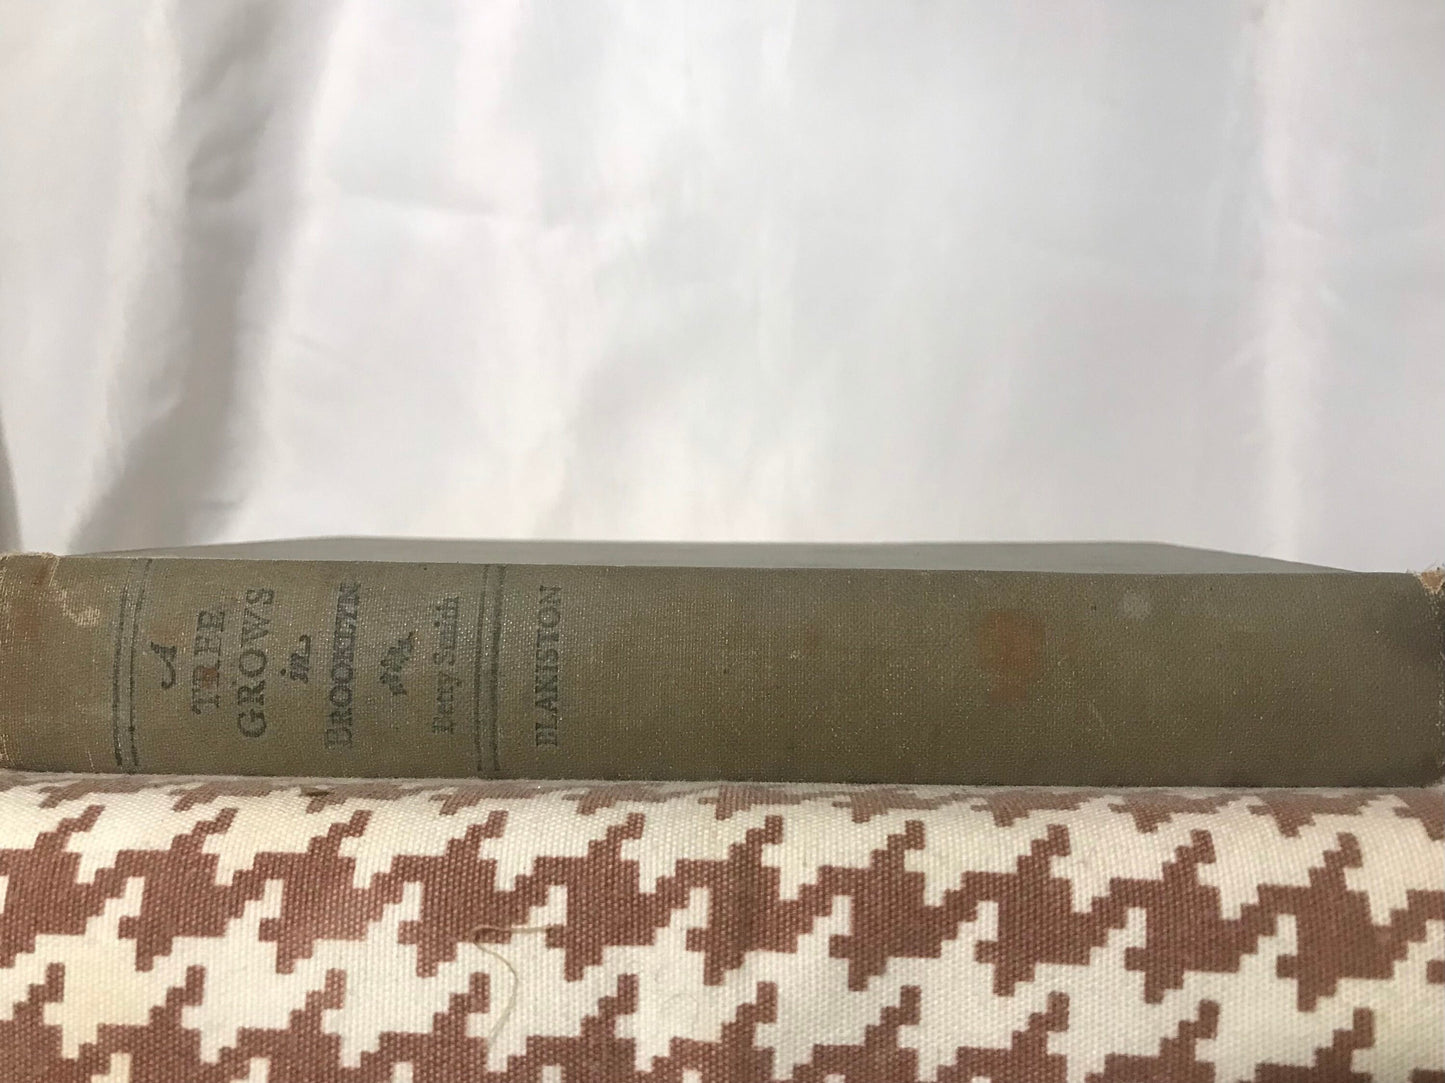 A
TREE
GROWS
in
BROOKLYN
Betty Smith
BLAKISTON